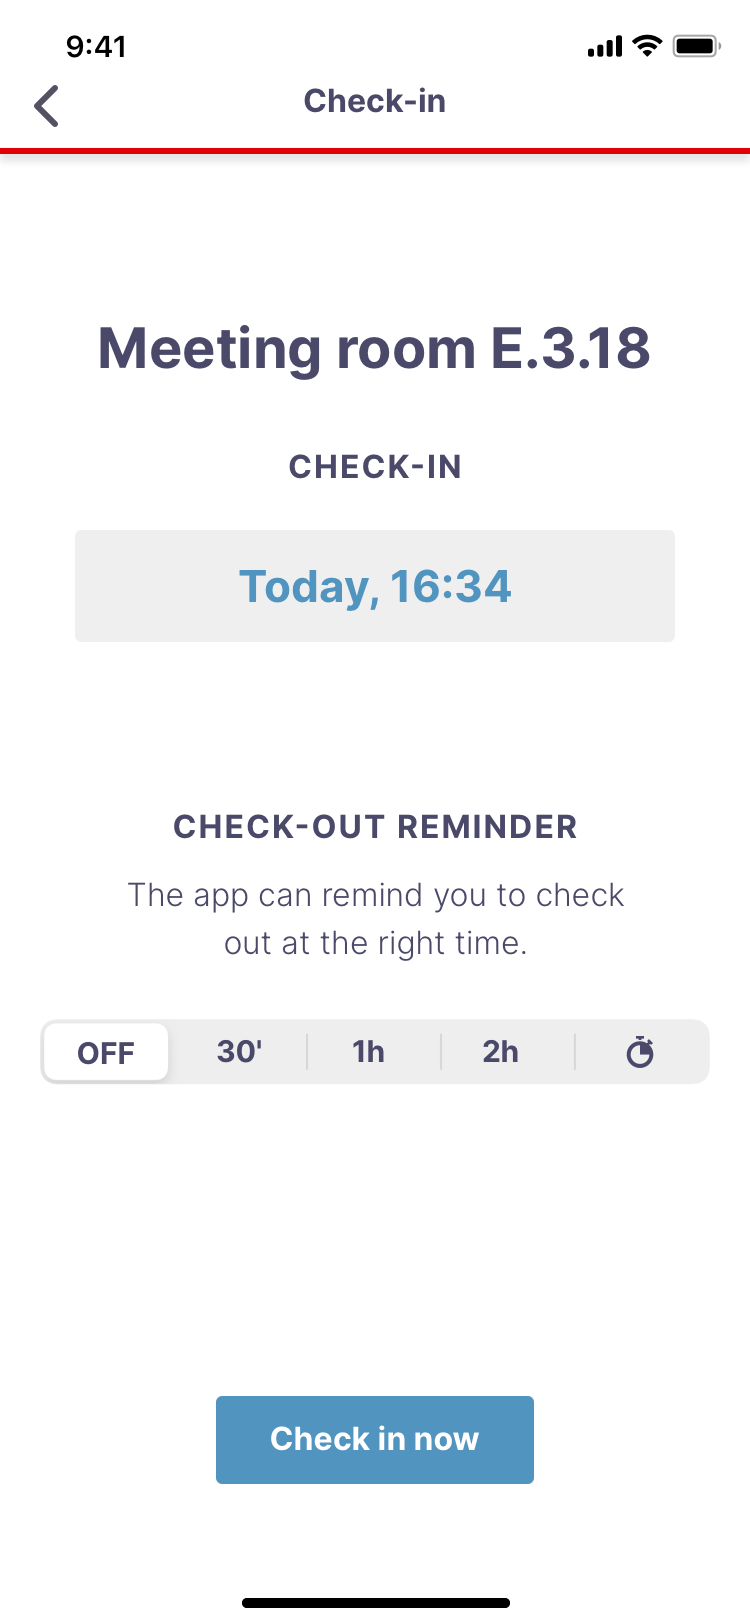 9:41
Check-in
Meeting room E.3.18
CHECK-IN
Today, 16:34
CHECK-OUT REMINDER
The app can remind you to check
out at the right time.
OFF 30' 1h 2h
Check in now